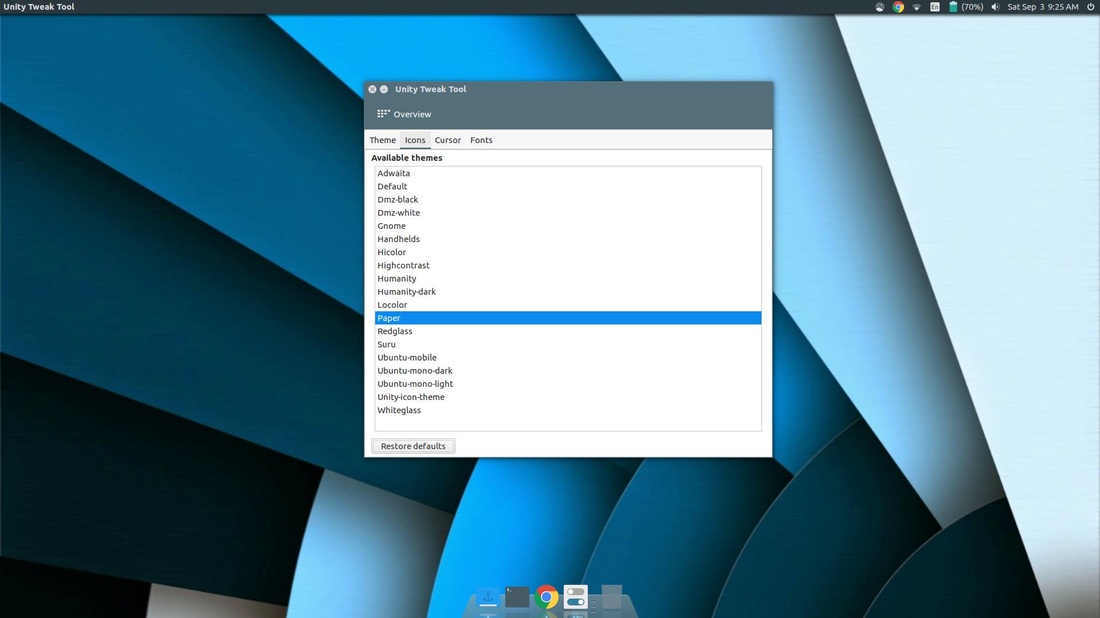 Unity Tweak Tool
En
(70%)
Sat Sep 3 9:25 AM
Unity Tweak Tool
Overview
Theme Icons Cursor Fonts
Available themes
Adwaita
Default
Dmz-black
Dmz-white
Gnome
Handhelds
Hicolor
Highcontrast
Humanity
Humanity-dark
Locolor
Paper
Redglass
Suru
Ubuntu-mobile
Ubuntu-mono-dark
Ubuntu-mono-light
Unity-icon-theme
Whiteglass
Restore defaults